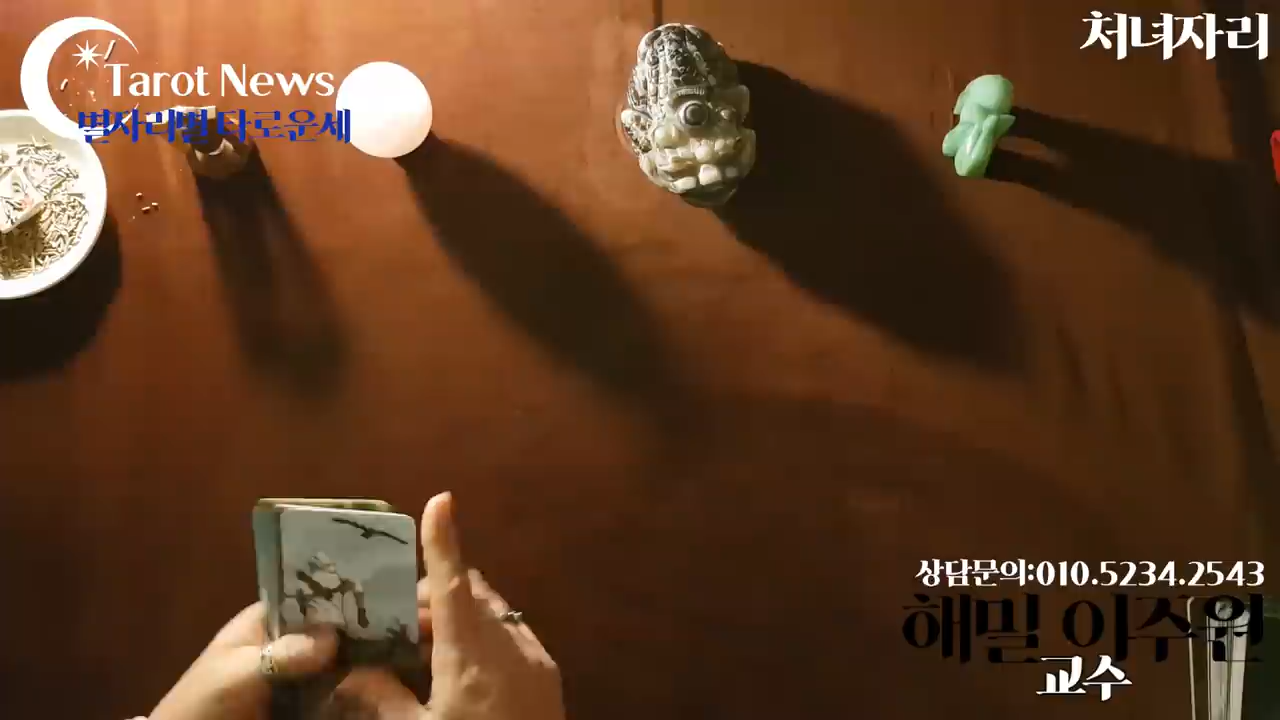 Tarot News
별자리별 타로운세
처녀자리
상담문의:010.5234.2543
해밀 이주원
교수